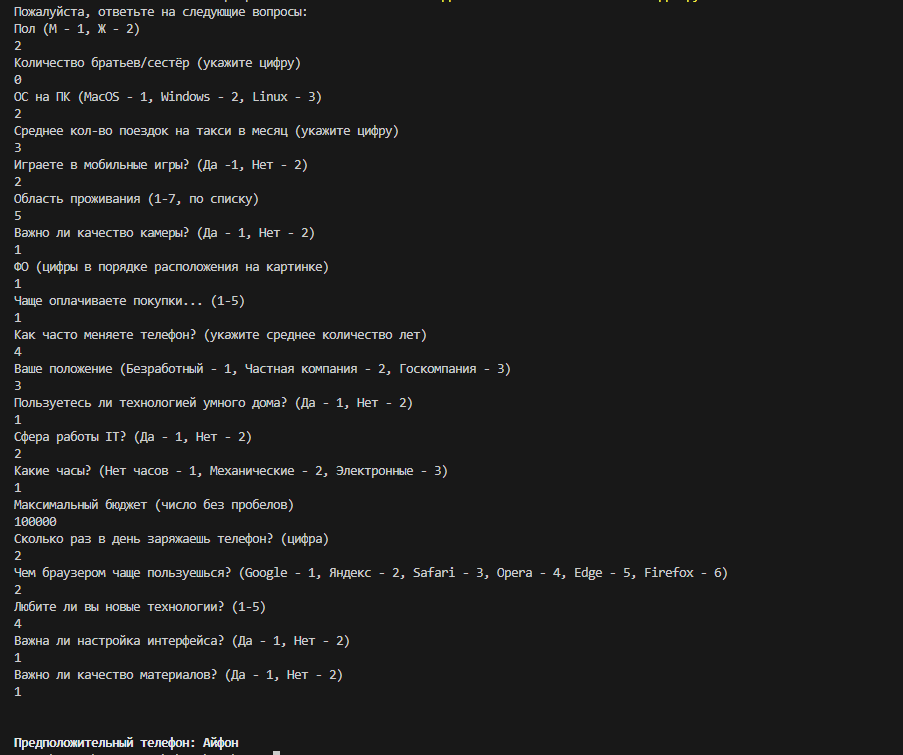 Пожалуйста, ответьте на следующие вопросы:
Пол (М - 1, Ж - 2)
2
Количество братьев/сестёр (укажите цифру)
0
ОС на ПК (MacOS - 1, Windows - 2, Linux - 3)
2
Среднее кол-во поездок на такси в месяц (укажите цифру)
3
Играете в мобильные игры? (Да -1, Нет - 2)
2
Область проживания (1-7, по списку)
5
Важно ли качество камеры? (Да - 1, Нет - 2)
1
ФО (цифры в порядке расположения на картинке)
1
Чаще оплачиваете покупки... (1-5)
1
Как часто меняете телефон? (укажите среднее количество лет)
4
Ваше положение (Безработный - 1, Частная компания - 2, Госкомпания - 3)
3
Пользуетесь ли технологией умного дома? (Да - 1, Нет - 2)
1
Сфера работы IT? (Да - 1, Нет - 2)
2
Какие часы? (Нет часов - 1, Механические - 2, Электронные - 3)
1
Максимальный бюджет (число без пробелов)
100000
Сколько раз в день заряжаешь телефон? (цифра)
2
Чем браузером чаще пользуешься? (Google - 1, Яндекс - 2, Safari - 3, Opera - 4, Edge - 5, Firefox - 6)
2
Любите ли вы новые технологии? (1-5)
4
Важна ли настройка интерфейса? (Да - 1, Нет - 2)
1
Важно ли качество материалов? (Да - 1, Нет - 2)
1
Предположительный телефон: Айфон